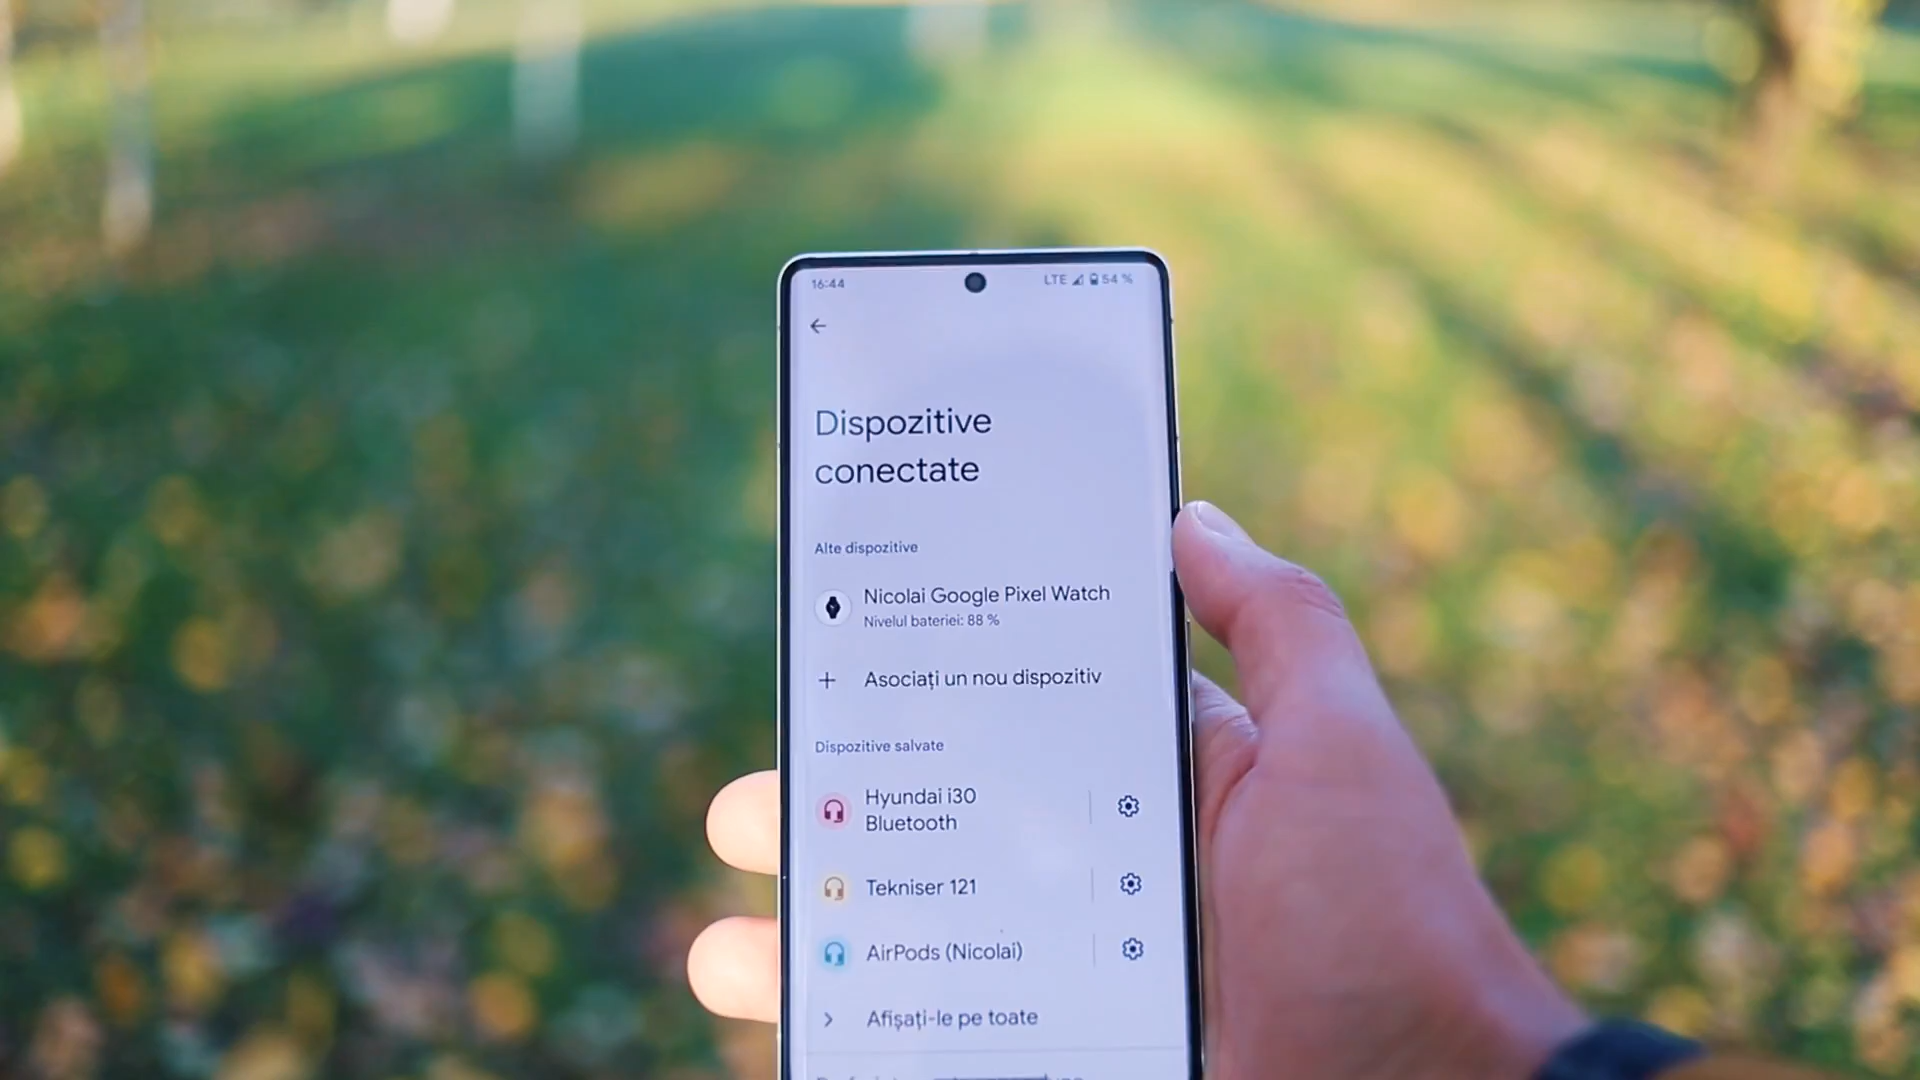 16:44
LTE 54 %
Dispozitive
conectate
Alte dispozitive
Nicolai Google Pixel Watch
Nivelul bateriei: 88 %
+ Asociați un nou dispozitiv
Dispozitive salvate
Hyundai i30
Bluetooth
Tekniser 121
AirPods (Nicolai)
Afișați-le pe toate